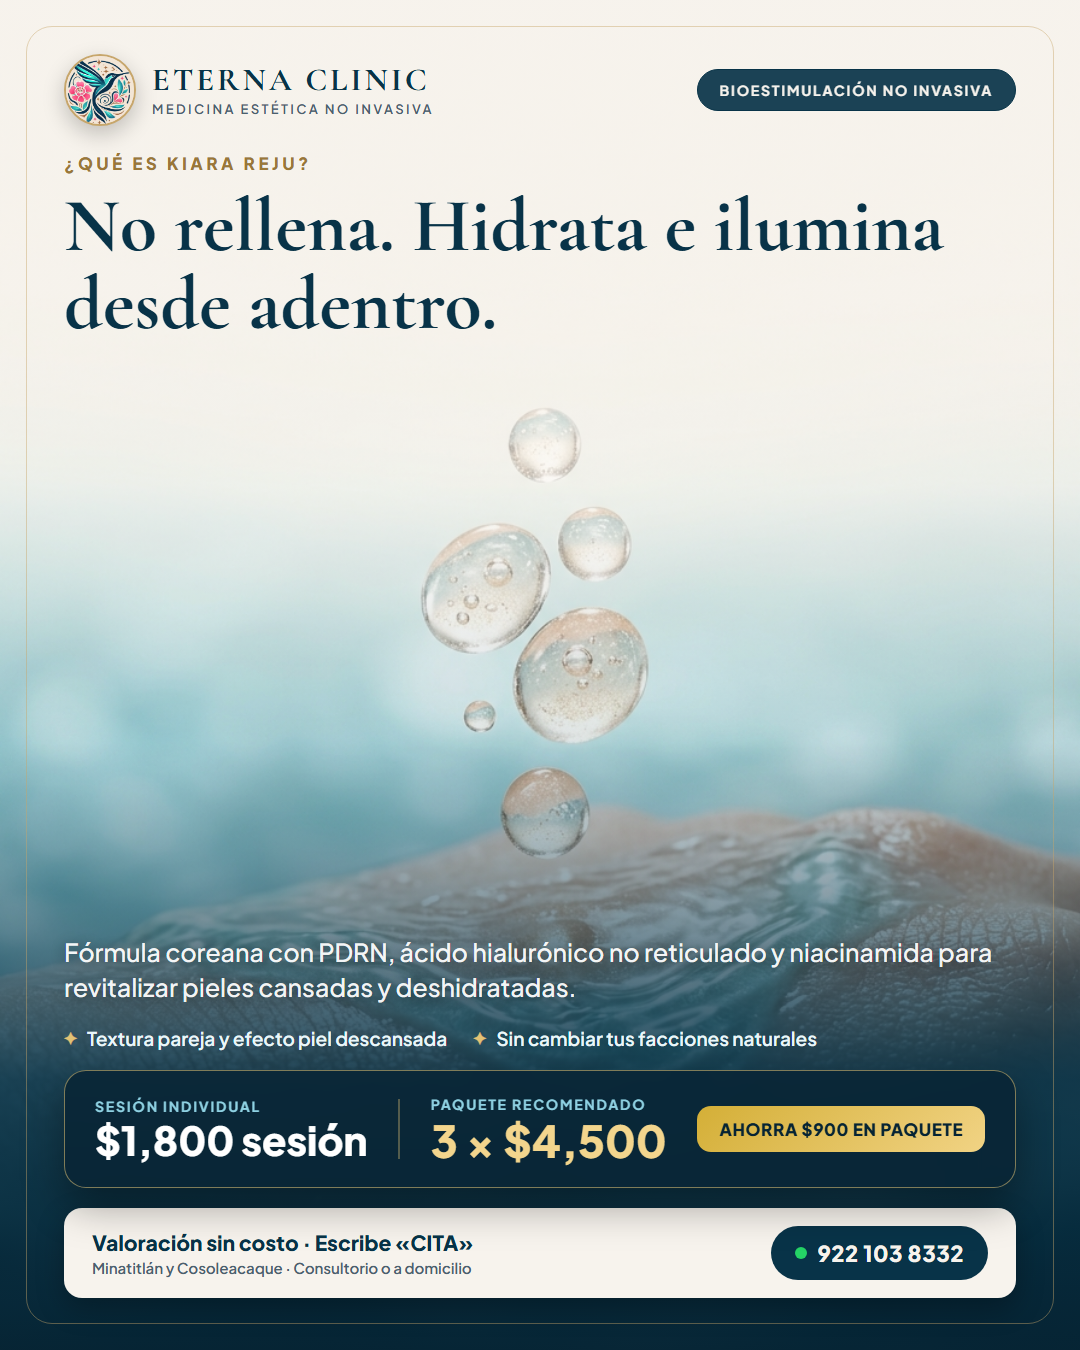 ETERNA CLINIC
MEDICINA ESTÉTICA NO INVASIVA
BIOESTIMULACIÓN NO INVASIVA
¿QUÉ ES KIARA REJU?
No rellena. Hidrata e ilumina
desde adentro.
Fórmula coreana con PDRN, ácido hialurónico no reticulado y niacinamida para
revitalizar pieles cansadas y deshidratadas.
✦ Textura pareja y efecto piel descansada ✦ Sin cambiar tus facciones naturales
SESIÓN INDIVIDUAL
$1,800 sesión
PAQUETE RECOMENDADO
3 × $4,500
AHORRA $900 EN PAQUETE
Valoración sin costo · Escribe «CITA»
Minatitlán y Cosoleacaque · Consultorio o a domicilio
922 103 8332